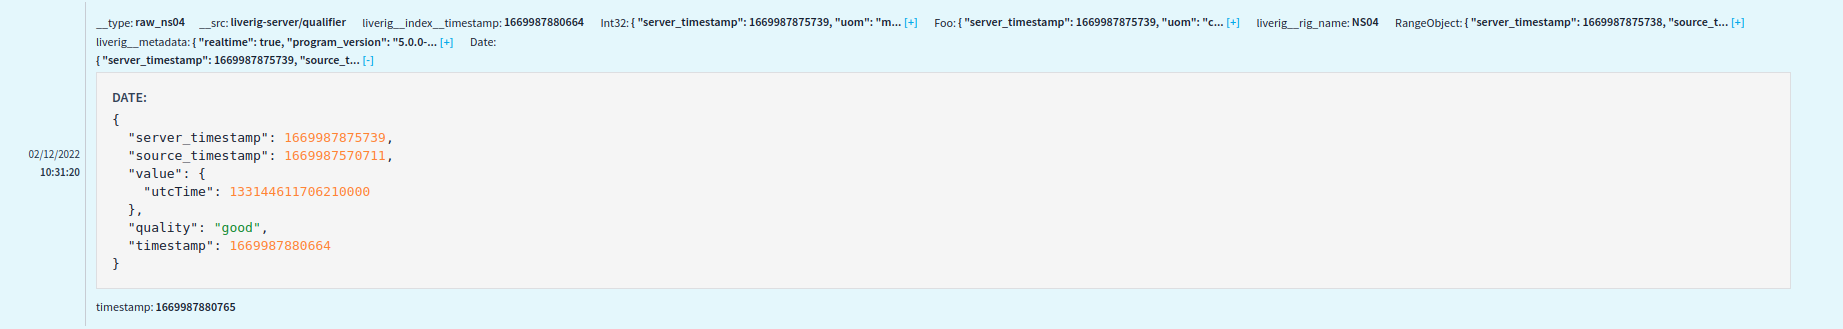 __type: raw_ns04 __src: liverig-server/qualifier liverig__index__timestamp: 1669987880664 Int32: { "server_timestamp": 1669987875739, "uom": "m... [+] Foo: { "server_timestamp": 1669987875739, "uom": "c... [+] liverig__rig_name: NS04 RangeObject: { "server_timestamp": 1669987875738, "source_t... [+]
liverig__metadata: { "realtime": true, "program_version": "5.0.0-... [+] Date:
{ "server_timestamp": 1669987875739, "source_t... [-]
DATE:
{
"server_timestamp": 1669987875739,
"source_timestamp": 1669987570711,
"value": {
"utcTime": 133144611706210000
},
"quality": "good",
"timestamp": 1669987880664
}
02/12/2022
10:31:20
timestamp: 1669987880765